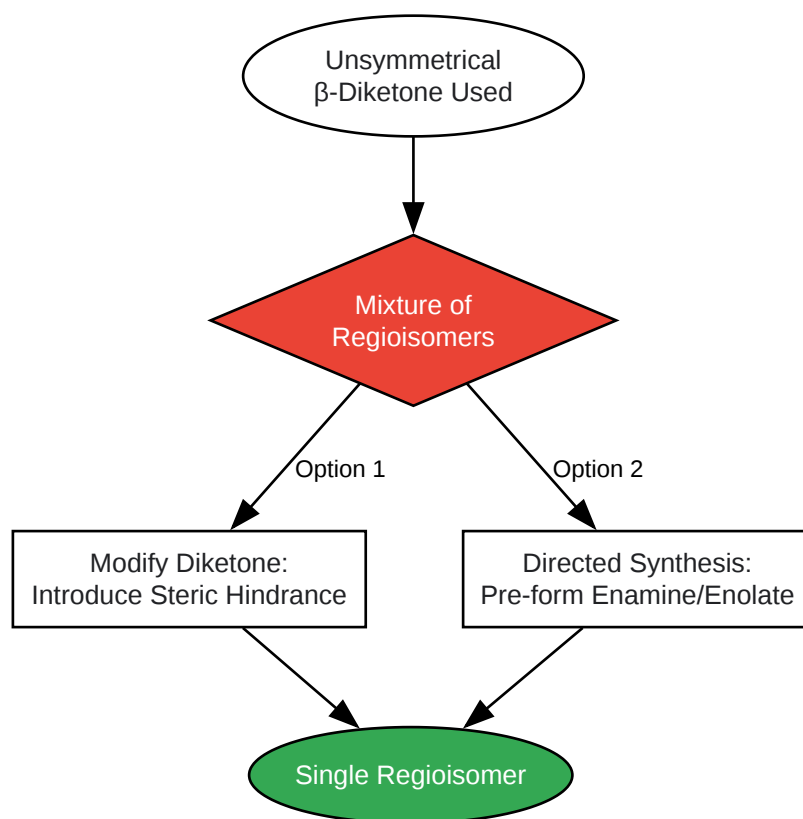 Unsymmetrical
β-Diketone Used
Mixture of
Regioisomers
Option 1
Option 2
Modify Diketone:
Introduce Steric Hindrance
Directed Synthesis:
Pre-form Enamine/Enolate
Single Regioisomer